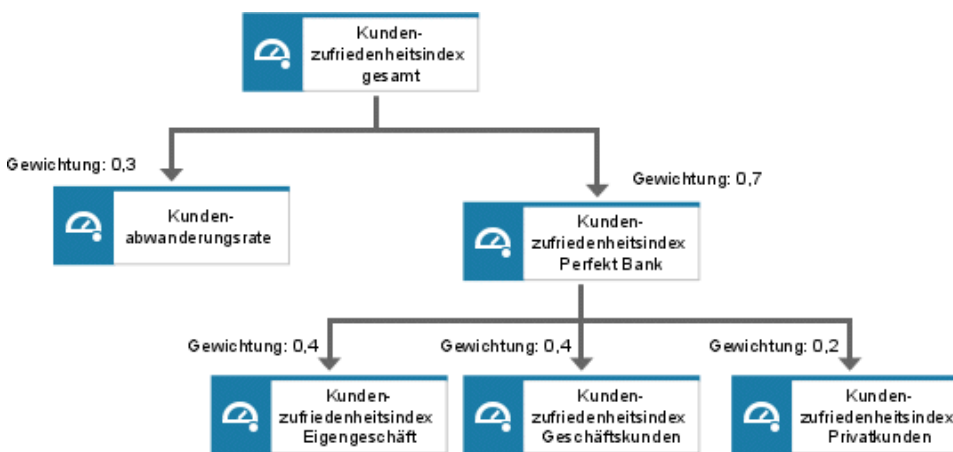 Kunden-
zufriedenheitsindex
gesamt
Gewichtung: 0,3
Gewichtung: 0,7
Kunden-
abwanderungsrate
Kunden-
zufriedenheitsindex
Perfekt Bank
Gewichtung: 0,4
Gewichtung: 0,4
Gewichtung: 0,2
Kunden-
zufriedenheitsindex
Eigengeschäft
Kunden-
zufriedenheitsindex
Geschäftskunden
Kunden-
zufriedenheitsindex
Privatkunden